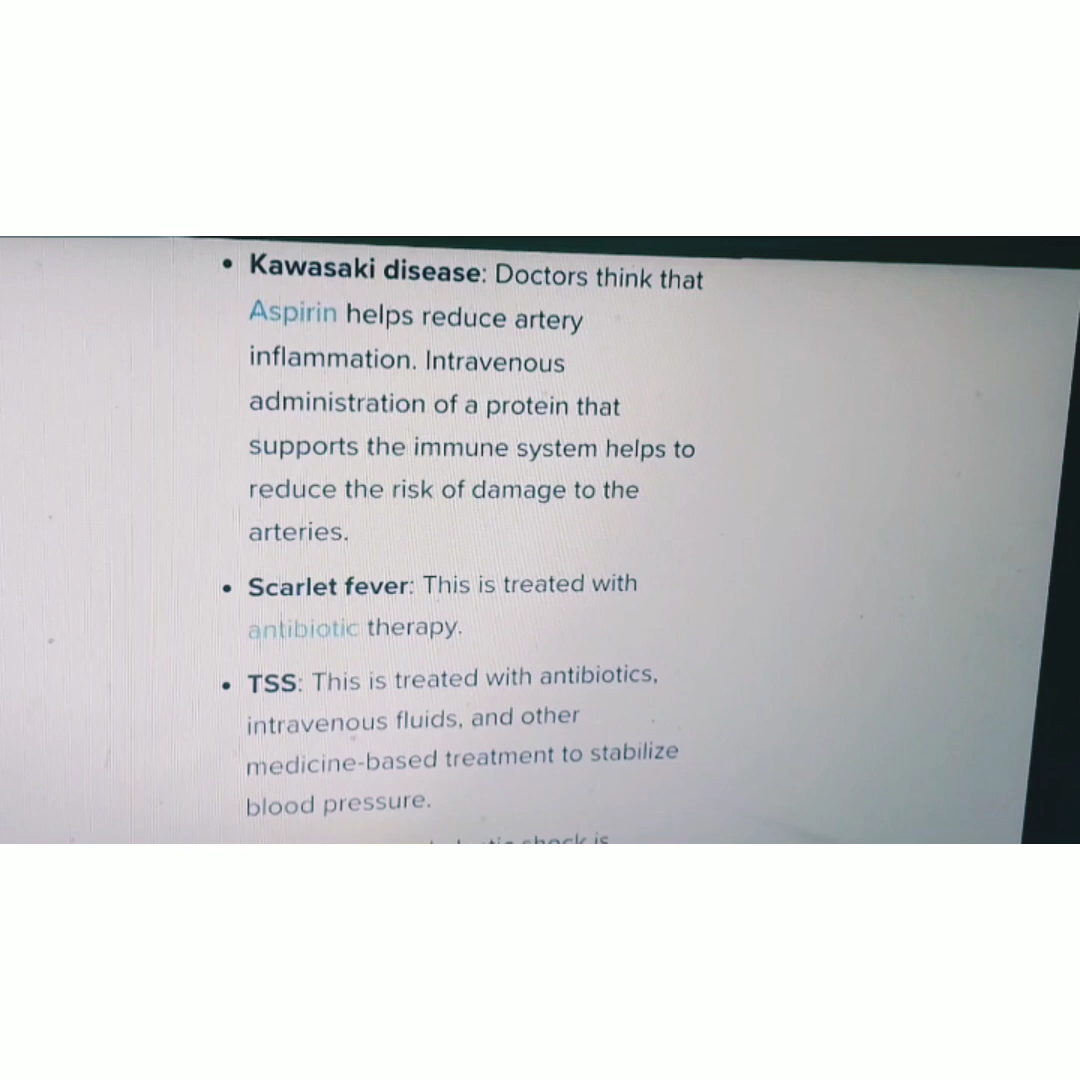 • Kawasaki disease: Doctors think that
Aspirin helps reduce artery
inflammation. Intravenous
administration of a protein that
supports the immune system helps to
reduce the risk of damage to the
arteries.
• Scarlet fever: This is treated with
antibiotic therapy.
• TSS: This is treated with antibiotics,
intravenous fluids, and other
medicine-based treatment to stabilize
blood pressure.
shock is